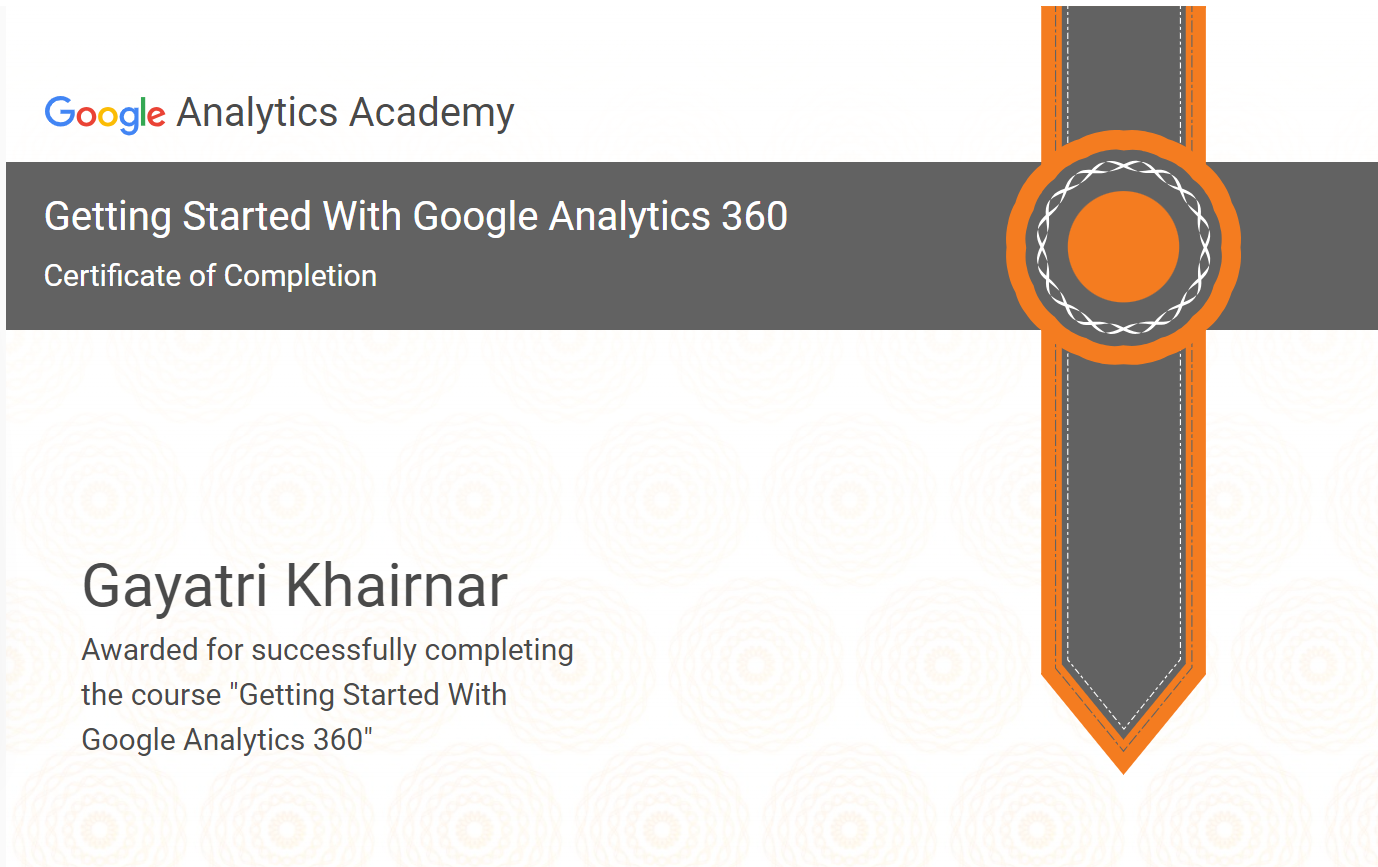 Google Analytics Academy
Getting Started With Google Analytics 360
Certificate of Completion
Gayatri Khairnar
Awarded for successfully completing
the course "Getting Started With
Google Analytics 360"